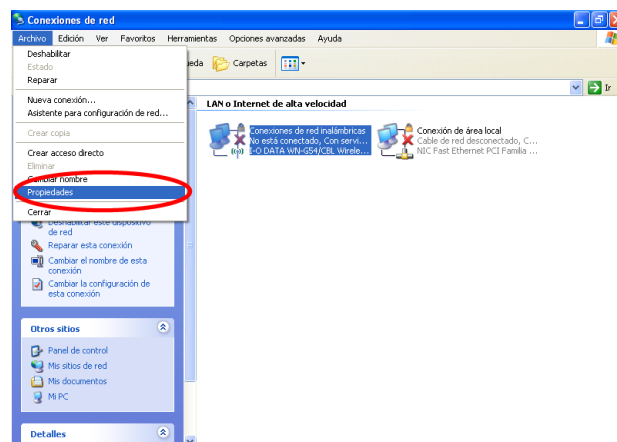 Conexiones de red
Archivo Edición Ver Favoritos Herramientas Opciones avanzadas Ayuda
Deshabilitar
Estado
Reparar
Nueva conexión...
Asistente para configuración de red...
Crear copia
Crear acceso directo
Eliminar
Cambiar nombre
Propiedades
Cerrar
Carpetas
Ir
LAN o Internet de alta velocidad
Conexiones de red inalámbricas
No está conectado, Con servi...
I-O DATA WN-G54/CBL Wirele...
Conexión de área local
Cable de red desconectado, C...
NIC Fast Ethernet PCI Familia ...
Deshabilitar este dispositivo
de red
Reparar esta conexión
Cambiar el nombre de esta
conexión
Cambiar la configuración de
esta conexión
Otros sitios
Panel de control
Mis sitios de red
Mis documentos
Mi PC
Detalles